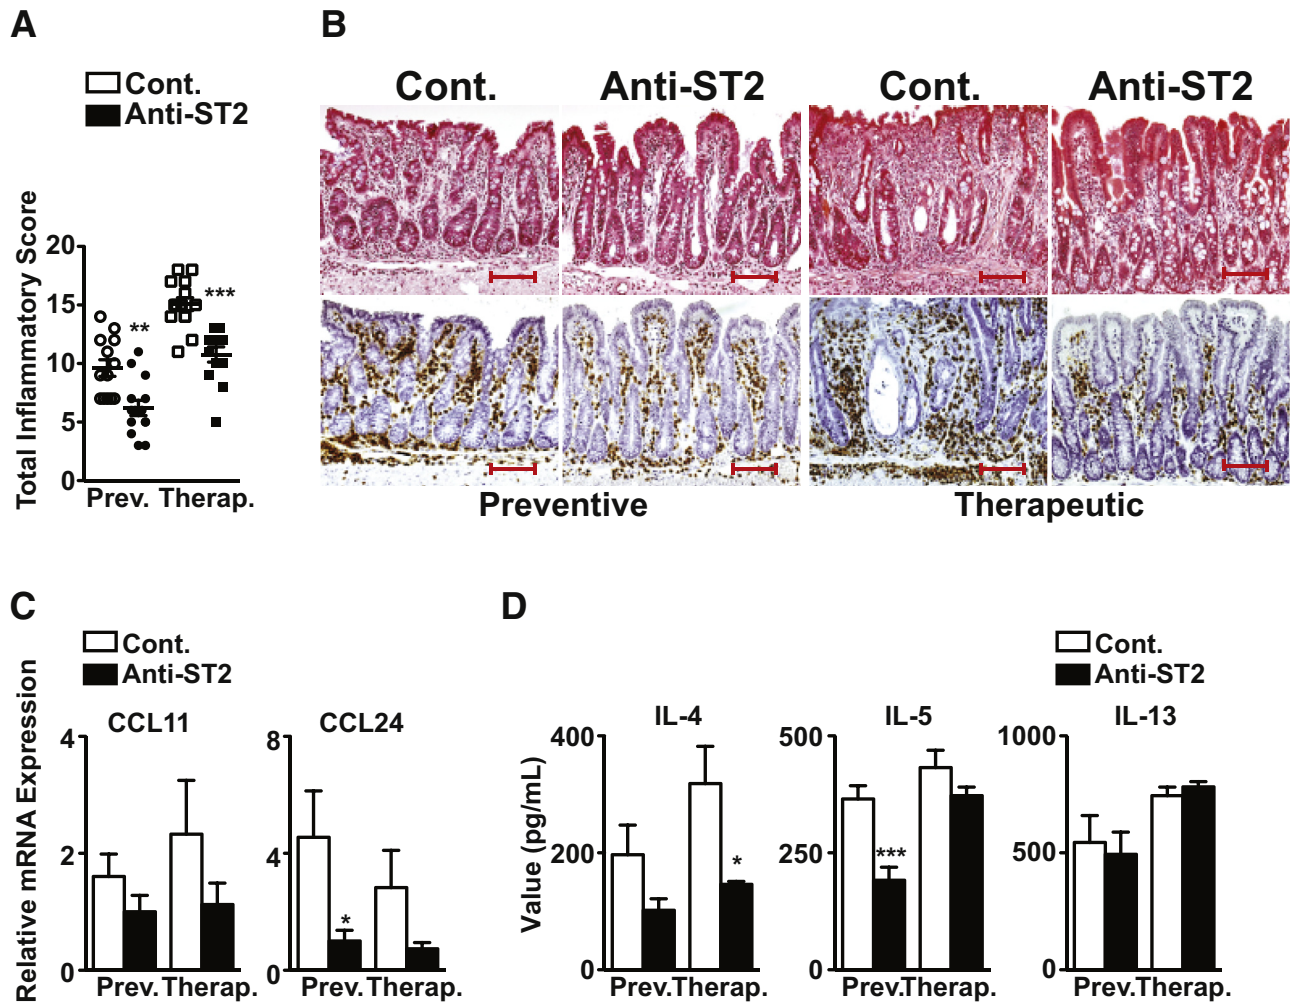 A
Cont.
Anti-ST2
Total Inflammatory Score
20
15
10
5
0
**
***
Prev. Therap.
B
Cont. Anti-ST2 Cont. Anti-ST2
Preventive Therapeutic
C
Cont.
Anti-ST2
Relative mRNA Expression
CCL11
4
2
0
Prev. Therap.
CCL24
8
4
0
*
Prev. Therap.
D
Cont.
Anti-ST2
Value (pg/mL)
IL-4
400
200
0
*
Prev. Therap.
IL-5
500
250
0
***
Prev. Therap.
IL-13
1000
500
0
Prev. Therap.